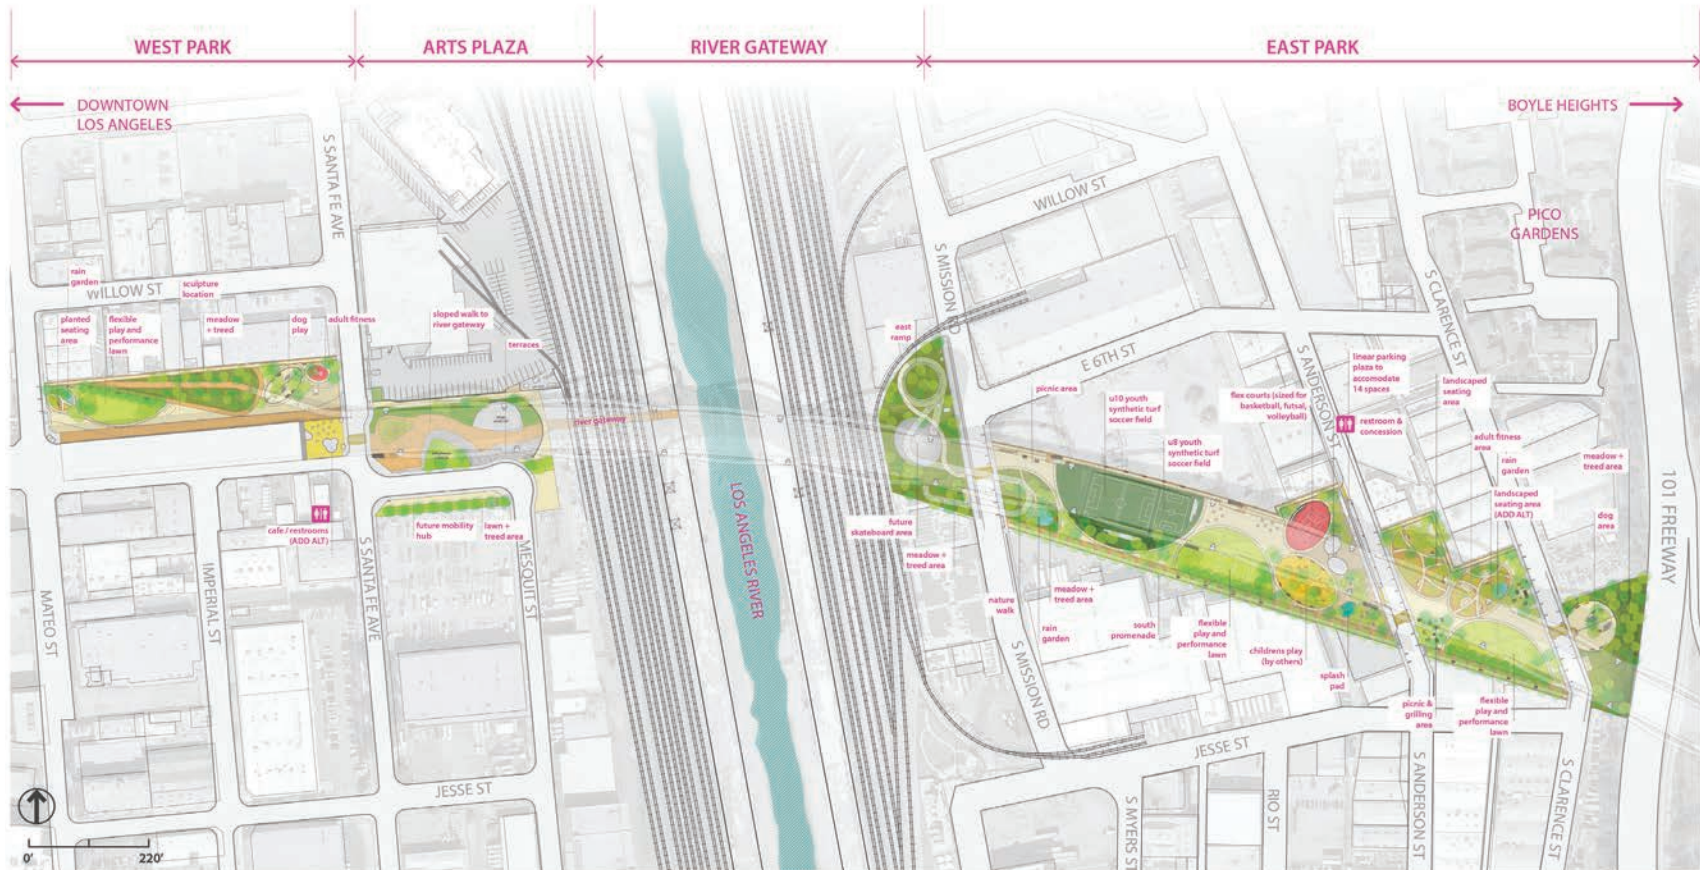 WEST PARK
ARTS PLAZA
RIVER GATEWAY
EAST PARK
DOWNTOWN
LOS ANGELES
BOYLE HEIGHTS
S SANTA FE AVE
WILLOW ST
PICO
GARDENS
S MISSION RD
S CLARENCE ST
rain
garden
WILLOW ST
sculpture
location
planted
seating
area
flexible
play and
performance
lawn
meadow
+ treed
dog
play
adult fitness
sloped walk to
river gateway
terraces
east
ramp
E 6TH ST
S ANDERSON ST
linear parking
plaza to
accomodate
14 spaces
landscaped
seating
area
picnic area
u10 youth
synthetic turf
soccer field
flex courts (sized for
basketball, futsal,
volleyball)
restroom &
concession
river gateway
u8 youth
synthetic turf
soccer field
adult fitness
area
rain
garden
meadow +
treed area
landscaped
seating area
(ADD ALT)
dog
area
101 FREEWAY
LOS ANGELES RIVER
cafe / restrooms
(ADD ALT)
future mobility
hub
lawn +
treed area
future
skateboard area
meadow +
treed area
MATEO ST
IMPERIAL ST
S SANTA FE AVE
MESQUIT ST
nature
walk
meadow +
treed area
rain
garden
south
promenade
flexible
play and
performance
lawn
childrens play
(by others)
splash
pad
picnic &
grilling
area
flexible
play and
performance
lawn
S MISSION RD
JESSE ST
JESSE ST
S MYERS ST
RIO ST
S ANDERSON ST
S CLARENCE ST
0'
220'